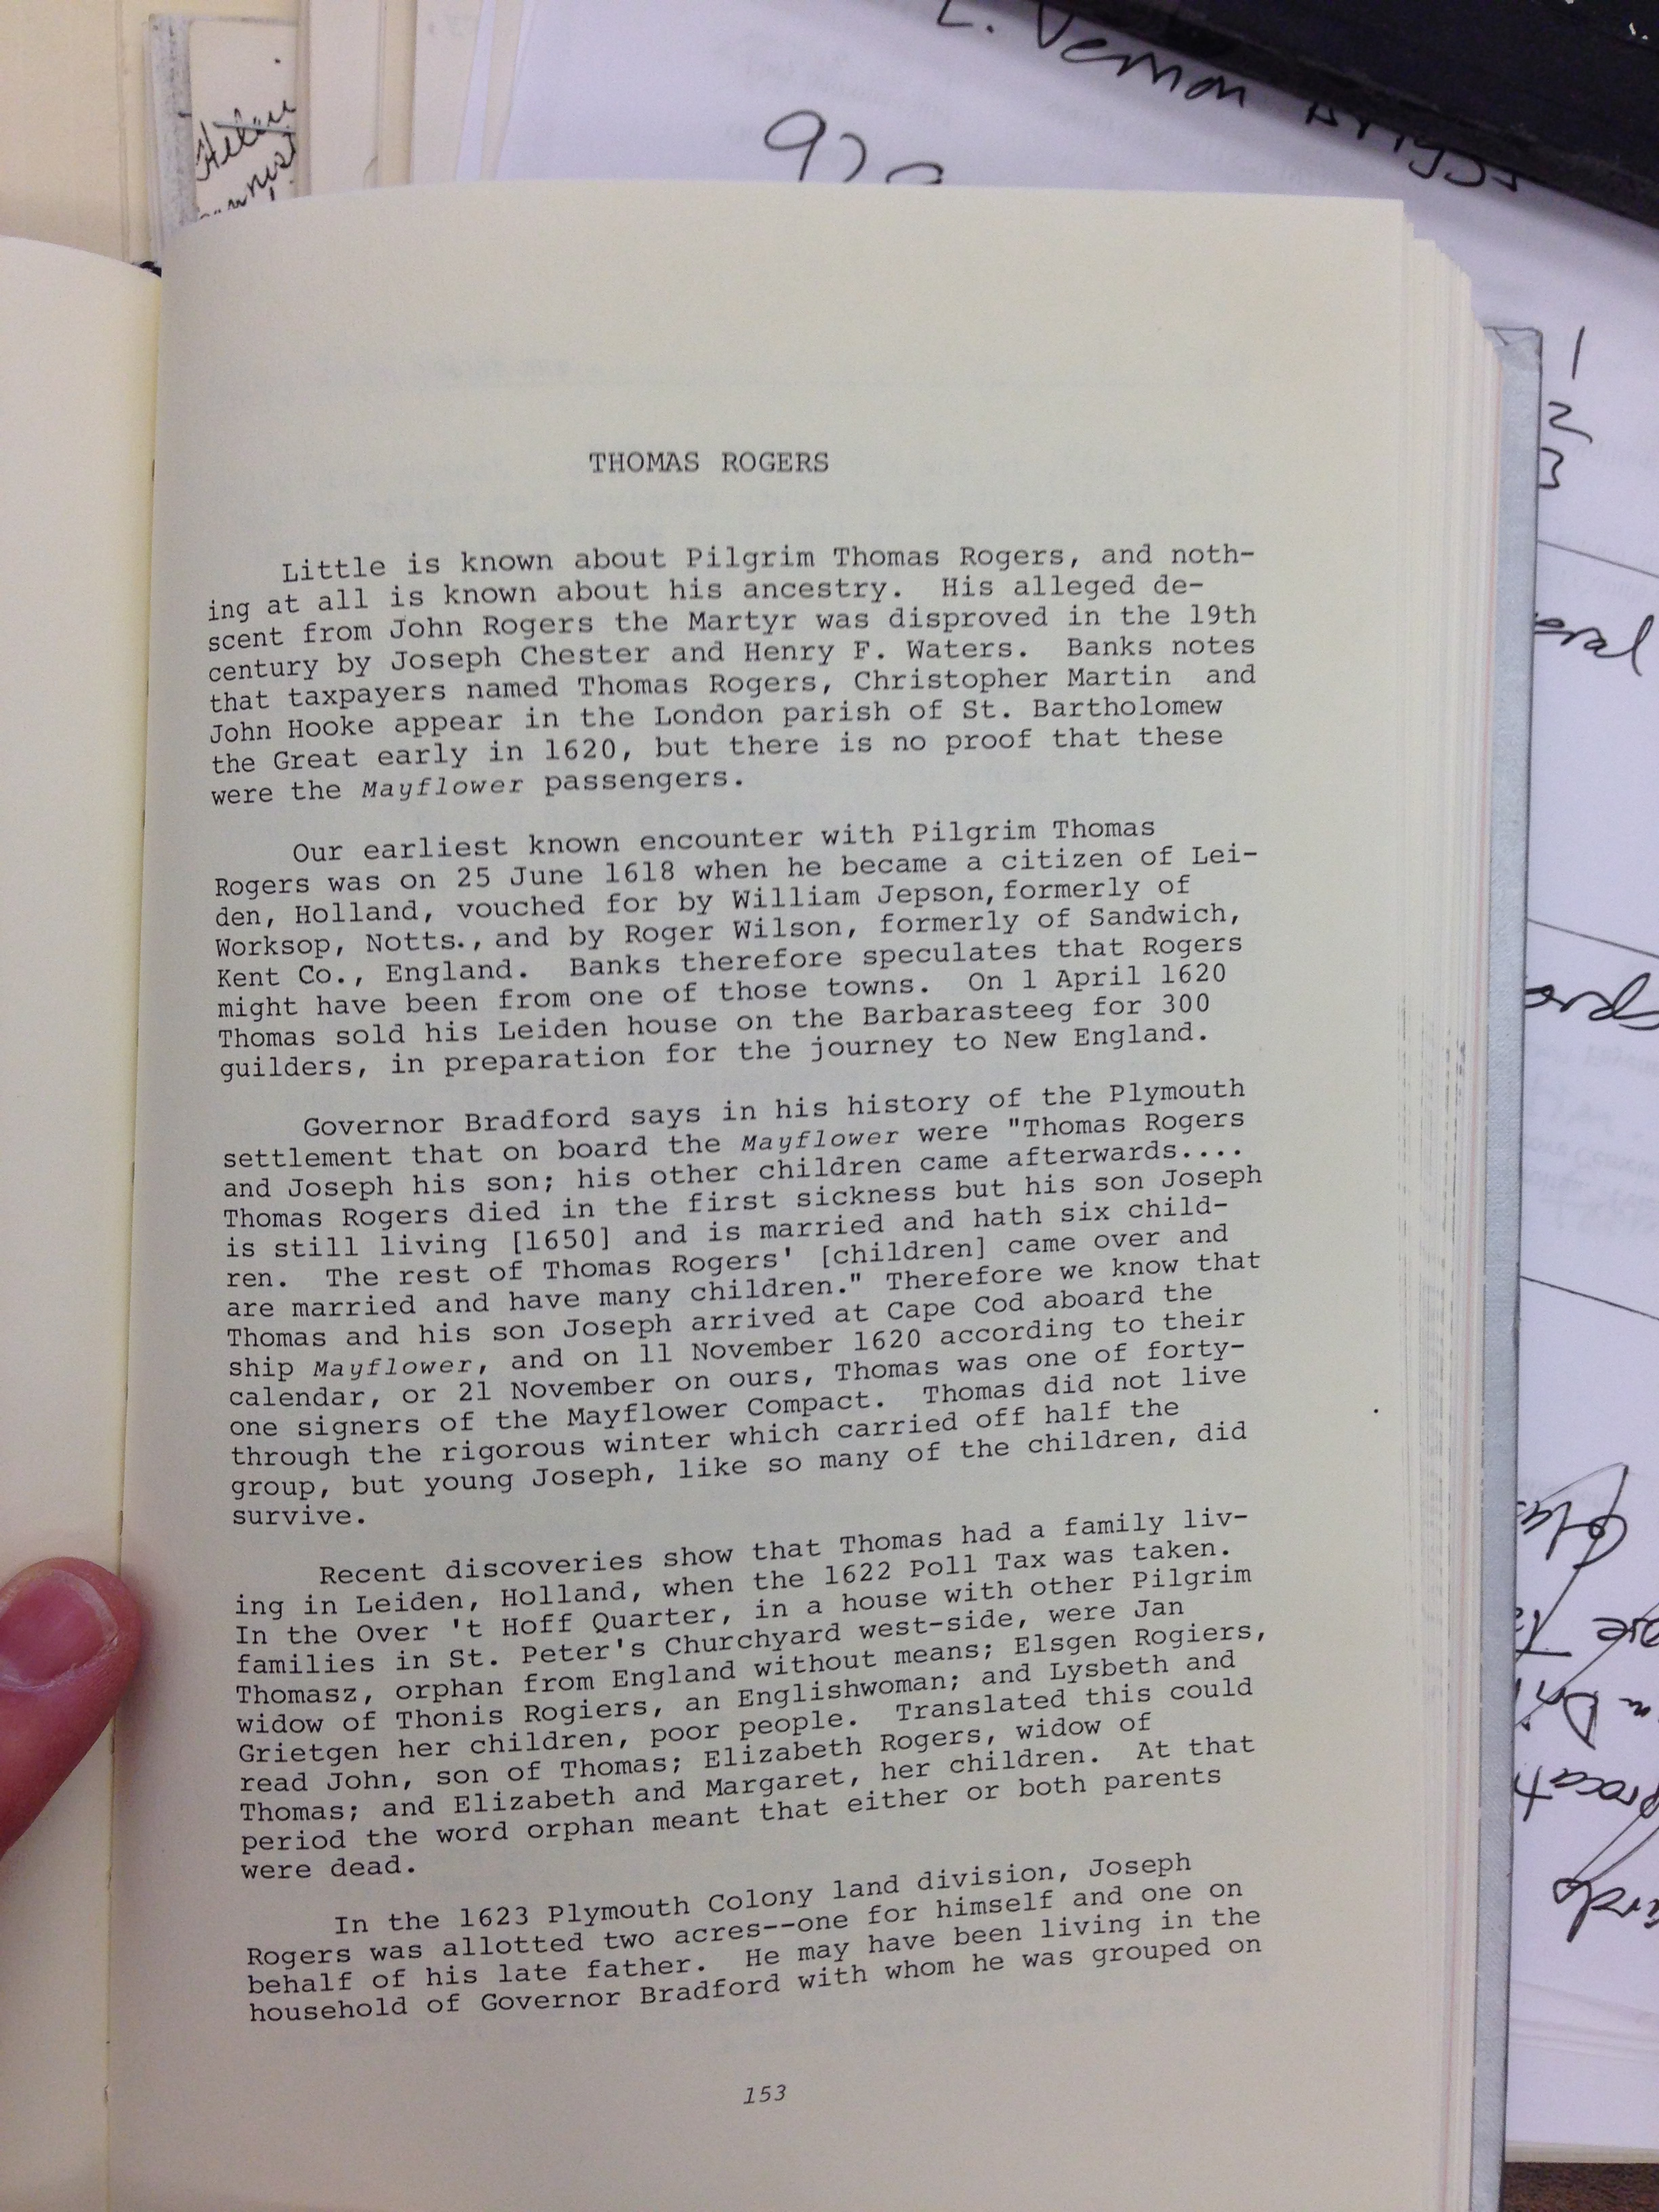 L. Vernon Briggs
THOMAS ROGERS
Little is known about Pilgrim Thomas Rogers, and noth-
ing at all is known about his ancestry. His alleged de-
scent from John Rogers the Martyr was disproved in the 19th
century by Joseph Chester and Henry F. Waters. Banks notes
that taxpayers named Thomas Rogers, Christopher Martin and
John Hooke appear in the London parish of St. Bartholomew
the Great early in 1620, but there is no proof that these
were the Mayflower passengers.
Our earliest known encounter with Pilgrim Thomas
Rogers was on 25 June 1618 when he became a citizen of Lei-
den, Holland, vouched for by William Jepson, formerly of
Worksop, Notts., and by Roger Wilson, formerly of Sandwich,
Kent Co., England. Banks therefore speculates that Rogers
might have been from one of those towns. On 1 April 1620
Thomas sold his Leiden house on the Barbarasteeg for 300
guilders, in preparation for the journey to New England.
Governor Bradford says in his history of the Plymouth
settlement that on board the Mayflower were "Thomas Rogers
and Joseph his son; his other children came afterwards....
Thomas Rogers died in the first sickness but his son Joseph
is still living [1650] and is married and hath six child-
ren. The rest of Thomas Rogers' [children] came over and
are married and have many children." Therefore we know that
Thomas and his son Joseph arrived at Cape Cod aboard the
ship Mayflower, and on 11 November 1620 according to their
calendar, or 21 November on ours, Thomas was one of forty-
one signers of the Mayflower Compact. Thomas did not live
through the rigorous winter which carried off half the
group, but young Joseph, like so many of the children, did
survive.
Recent discoveries show that Thomas had a family liv-
ing in Leiden, Holland, when the 1622 Poll Tax was taken.
In the Over 't Hoff Quarter, in a house with other Pilgrim
families in St. Peter's Churchyard west-side, were Jan
Thomasz, orphan from England without means; Elsgen Rogiers,
widow of Thonis Rogiers, an Englishwoman; and Lysbeth and
Grietgen her children, poor people. Translated this could
read John, son of Thomas; Elizabeth Rogers, widow of
Thomas; and Elizabeth and Margaret, her children. At that
period the word orphan meant that either or both parents
were dead.
In the 1623 Plymouth Colony land division, Joseph
Rogers was allotted two acres--one for himself and one on
behalf of his late father. He may have been living in the
household of Governor Bradford with whom he was grouped on
153
1
2
3